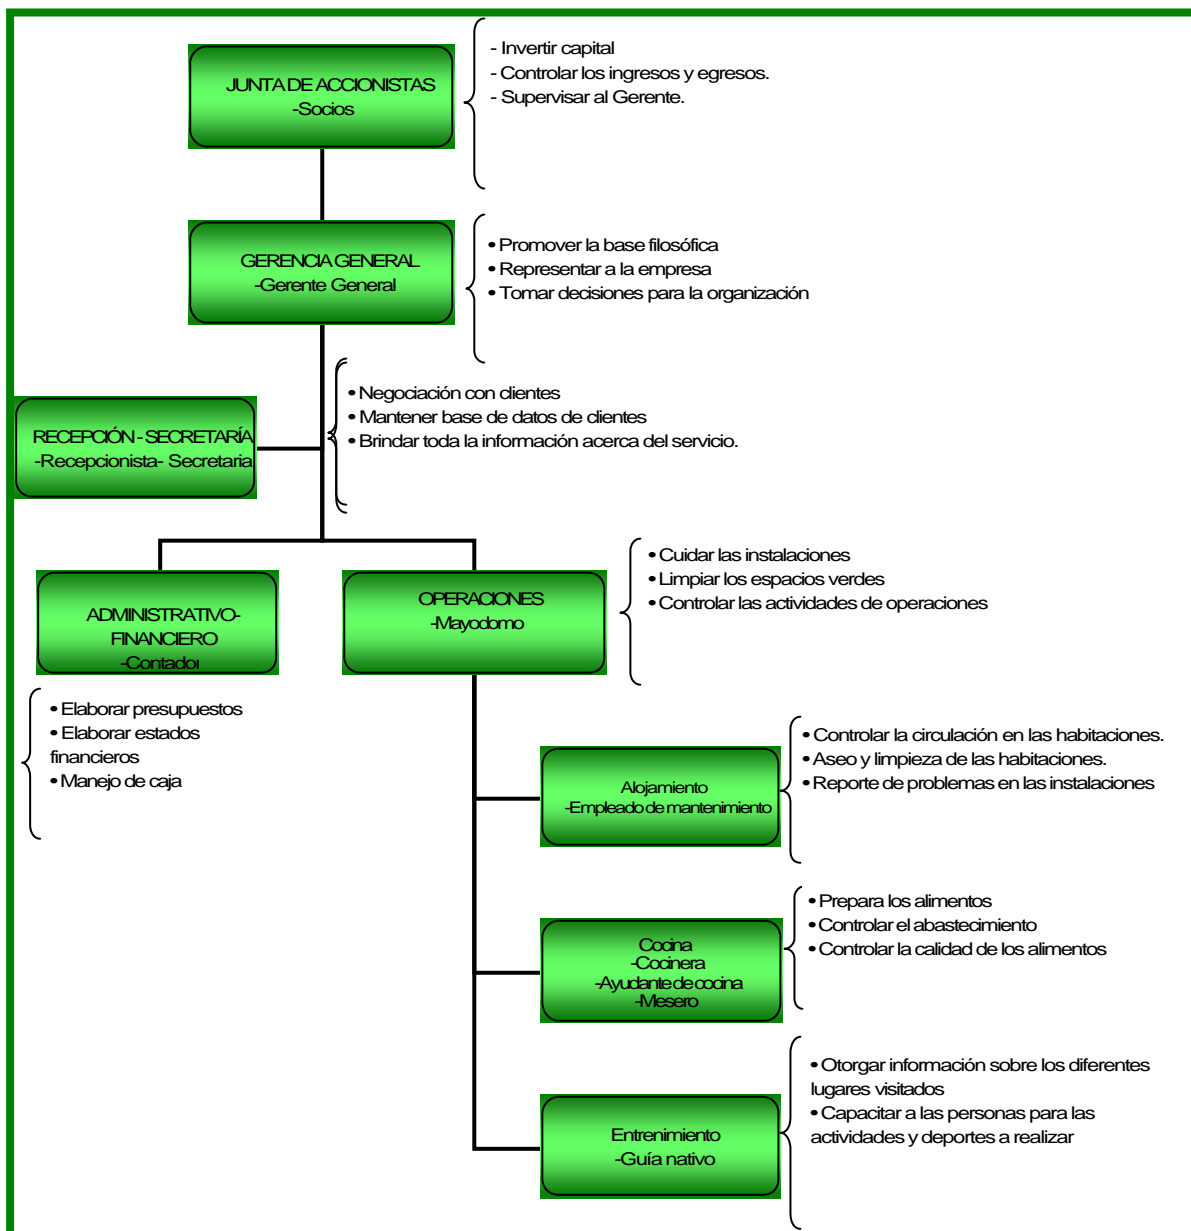 JUNTA DE ACCIONISTAS
-Socios
- Invertir capital
- Controlar los ingresos y egresos.
- Supervisar al Gerente.
GERENCIA GENERAL
-Gerente General
• Promover la base filosófica
• Representar a la empresa
• Tomar decisiones para la organización
RECEPCIÓN - SECRETARÍA
-Recepcionista- Secretaria
• Negociación con clientes
• Mantener base de datos de clientes
• Brindar toda la información acerca del servicio.
ADMINISTRATIVO-
FINANCIERO
-Contador
• Elaborar presupuestos
• Elaborar estados
financieros
• Manejo de caja
OPERACIONES
-Mayodomo
• Cuidar las instalaciones
• Limpiar los espacios verdes
• Controlar las actividades de operaciones
Alojamiento
-Empleado de mantenimiento
• Controlar la circulación en las habitaciones.
• Aseo y limpieza de las habitaciones.
• Reporte de problemas en las instalaciones
Cocina
-Cocinera
-Ayudante de cocina
-Mesero
• Prepara los alimentos
• Controlar el abastecimiento
• Controlar la calidad de los alimentos
Entrenimiento
-Guía nativo
• Otorgar información sobre los diferentes
lugares visitados
• Capacitar a las personas para las
actividades y deportes a realizar